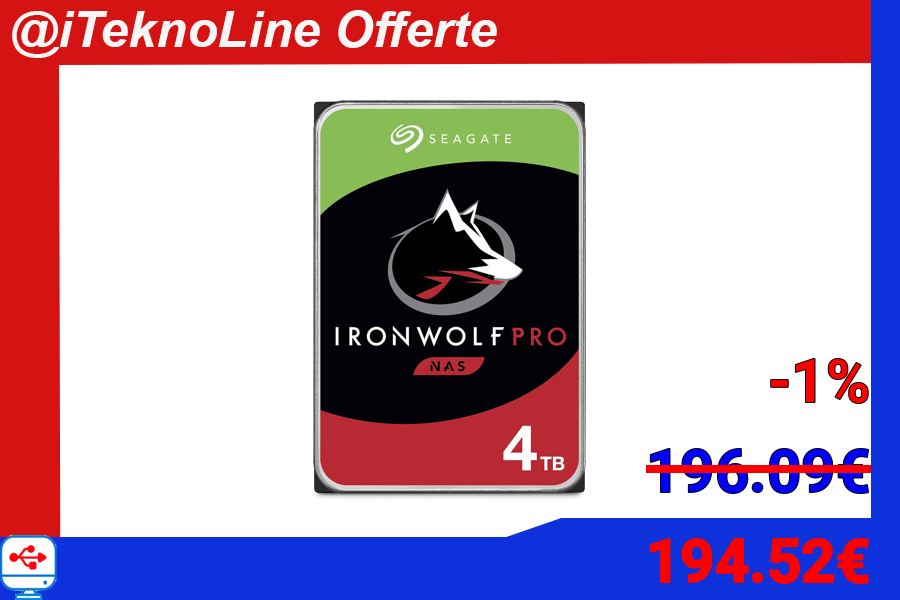 @iTeknoLine Offerte
SEAGATE
IRONWOLF PRO
NAS
4TB
-1%
196.09€
194.52€